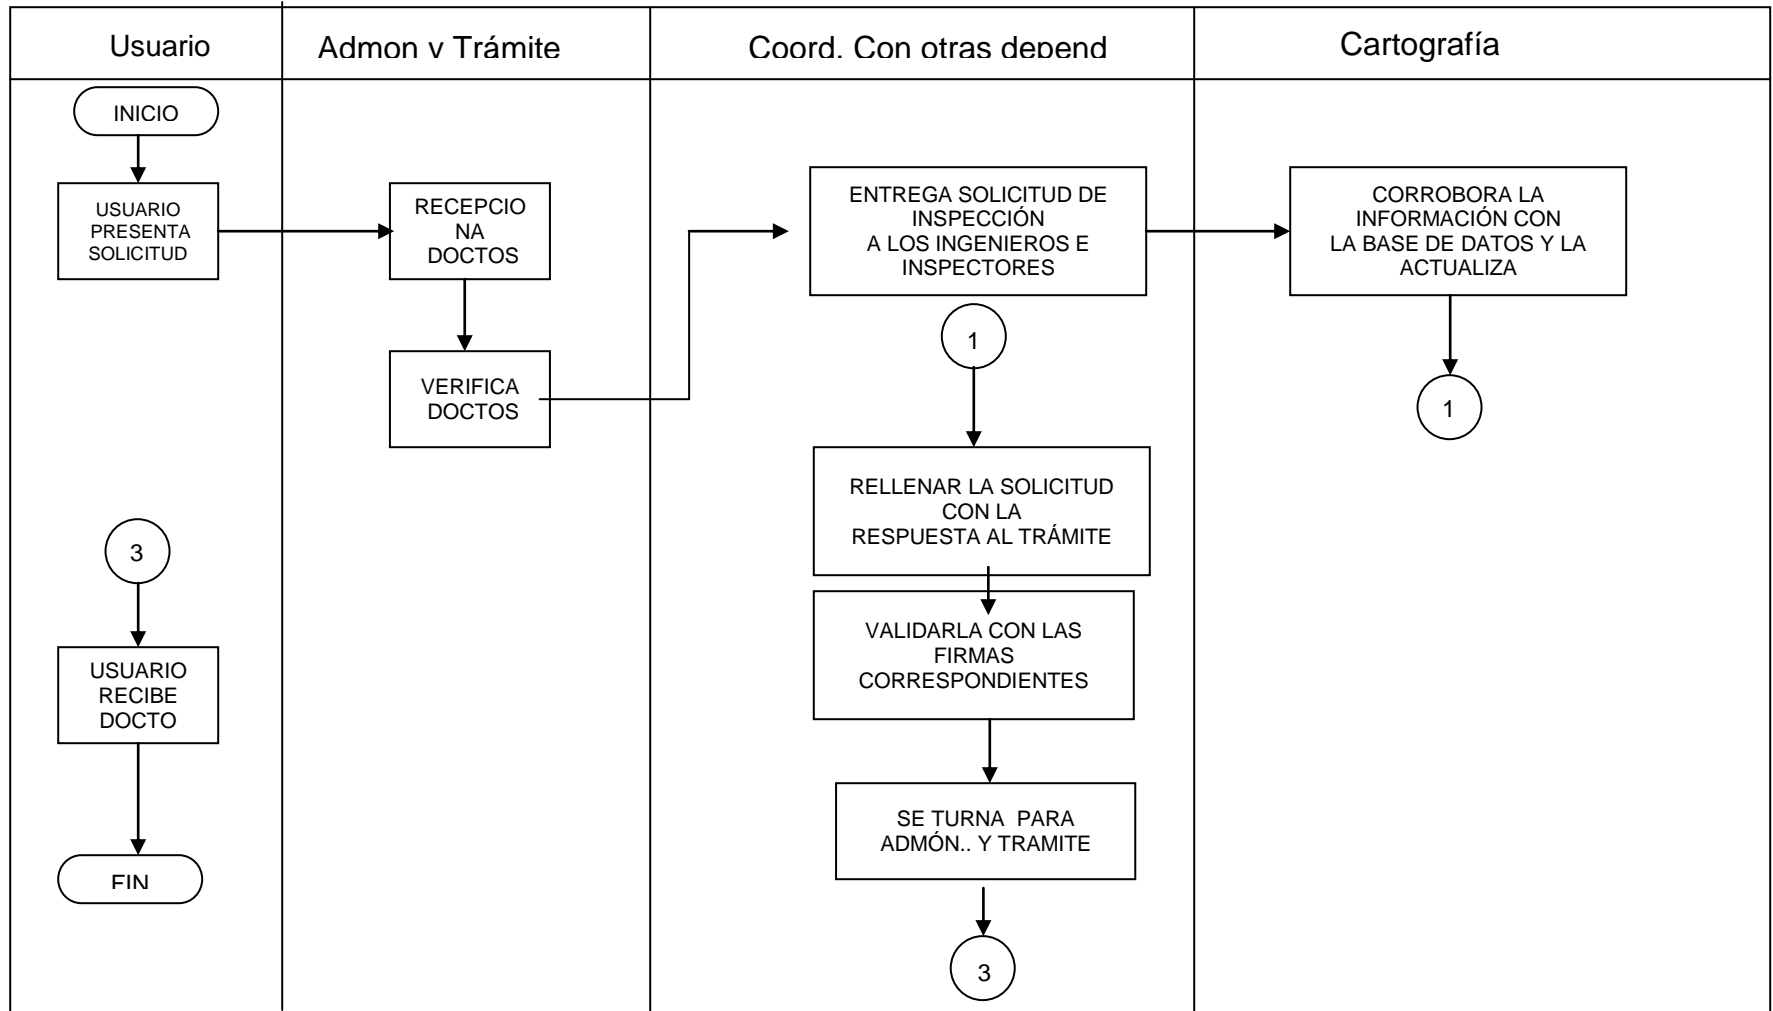 Usuario
Admon y Trámite
Coord. Con otras depend
Cartografía
INICIO
USUARIO
PRESENTA
SOLICITUD
RECEPCIO
NA
DOCTOS
VERIFICA
DOCTOS
ENTREGA SOLICITUD DE
INSPECCIÓN
A LOS INGENIEROS E
INSPECTORES
CORROBORA LA
INFORMACIÓN CON
LA BASE DE DATOS Y LA
ACTUALIZA
1
1
RELLENAR LA SOLICITUD
CON LA
RESPUESTA AL TRÁMITE
VALIDARLA CON LAS
FIRMAS
CORRESPONDIENTES
SE TURNA  PARA
ADMÓN.. Y TRAMITE
3
3
USUARIO
RECIBE
DOCTO
FIN